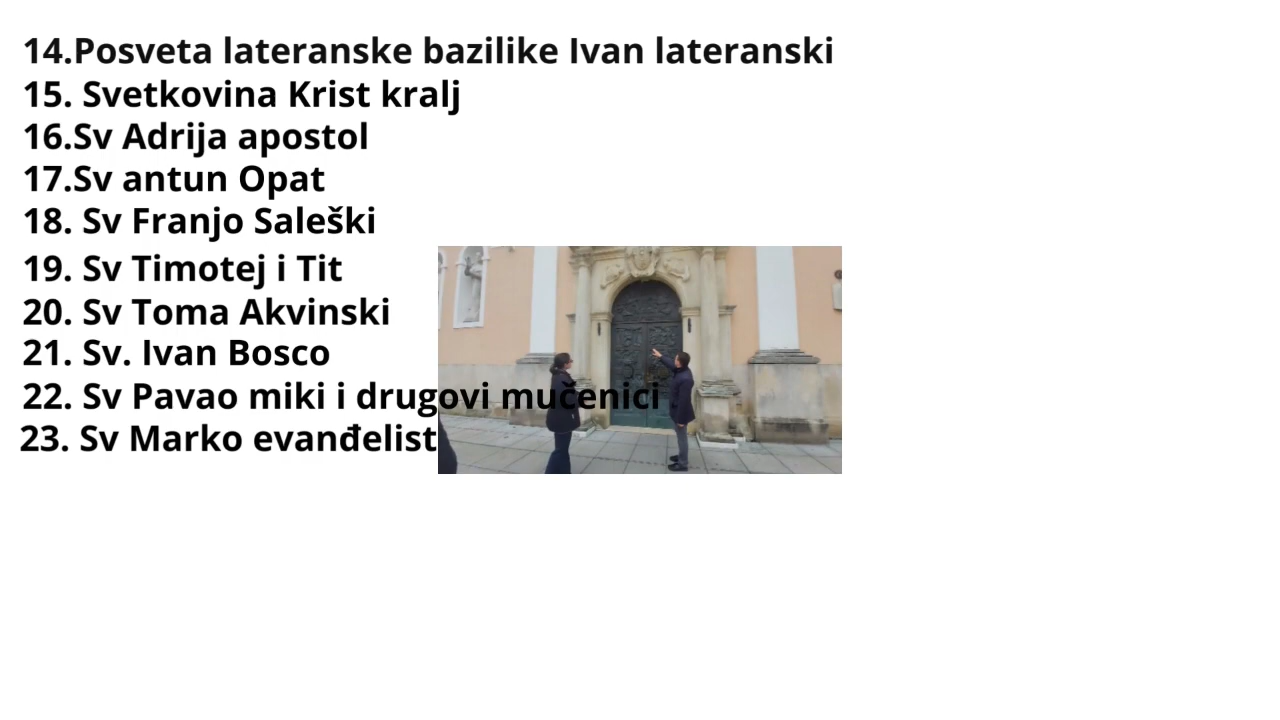 14.Posveta lateranske bazilike Ivan lateranski
15. Svetkovina Krist kralj
16.Sv Adrija apostol
17.Sv antun Opat
18. Sv Franjo Saleški
19. Sv Timotej i Tit
20. Sv Toma Akvinski
21. Sv. Ivan Bosco
22. Sv Pavao miki i drugovi mučenici
23. Sv Marko evanđelist